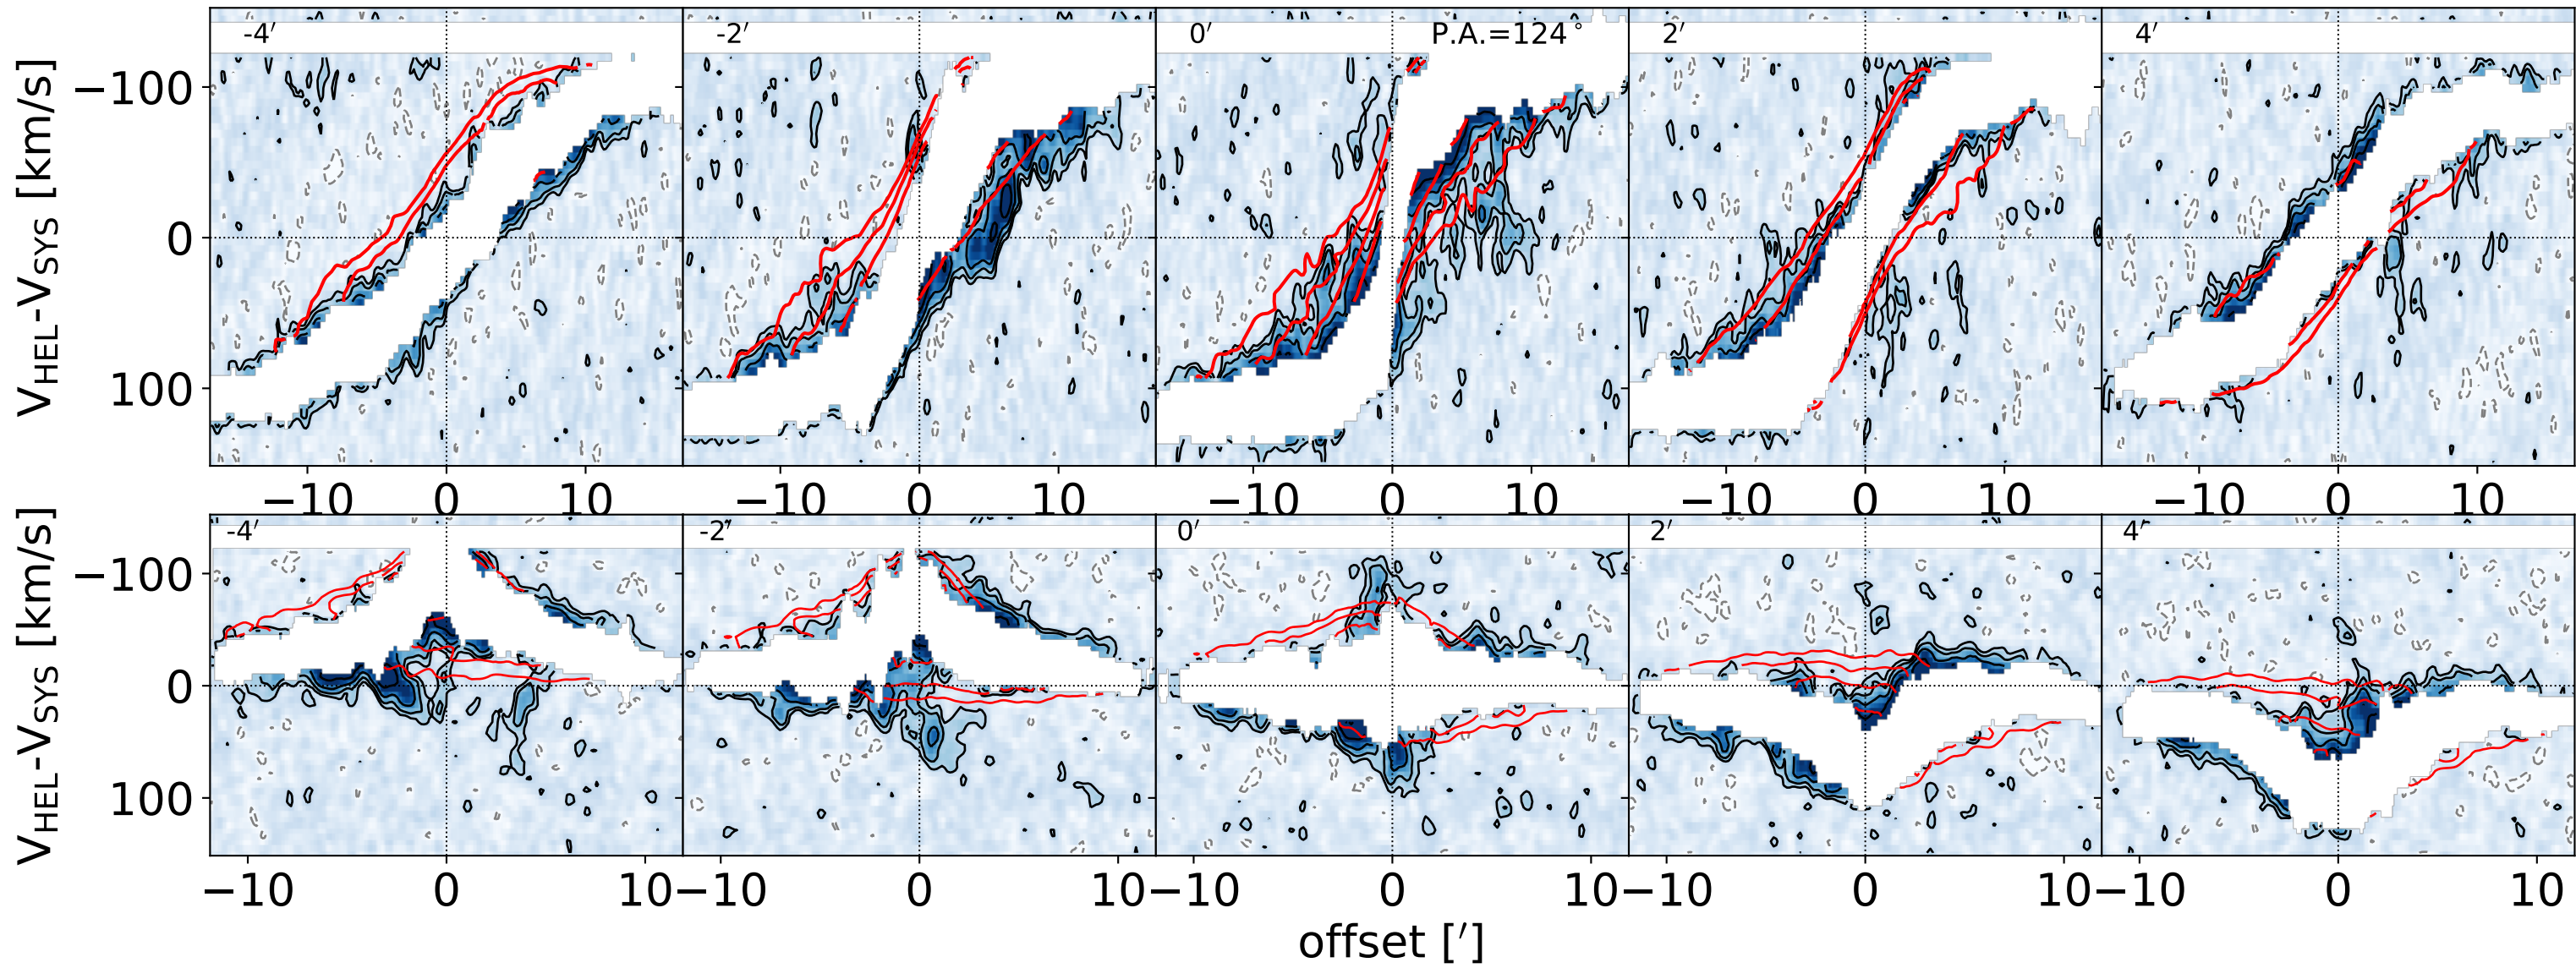 -4′ -2′ 0′ P.A.=124° 2′ 4′
V_HEL-V_SYS [km/s]
−100
0
100
−10 0 10 −10 0 10 −10 0 10 −10 0 10 −10 0 10
-4′ -2′ 0′ 2′ 4′
V_HEL-V_SYS [km/s]
−100
0
100
−10 0 10 −10 0 10 −10 0 10 −10 0 10 −10 0 10
offset [′]